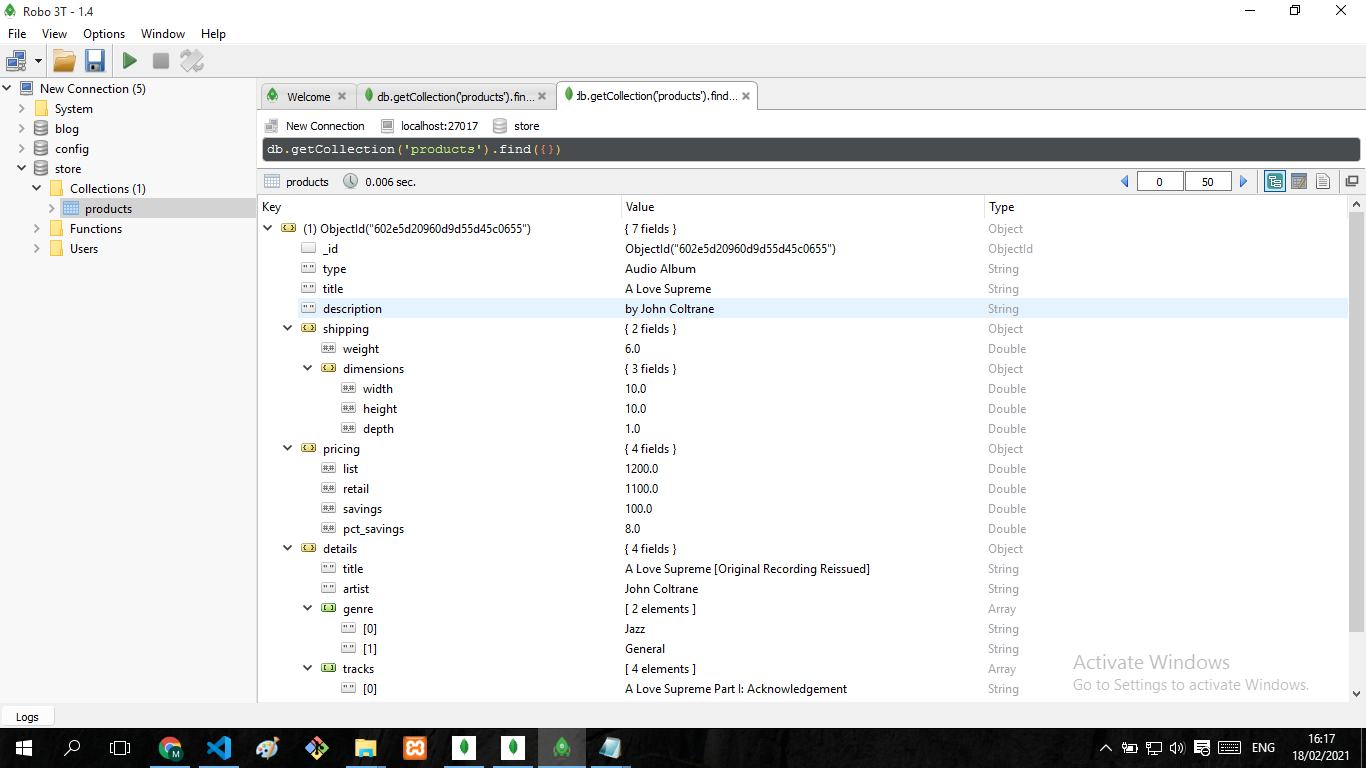 Robo 3T - 1.4
File View Options Window Help
New Connection (5)
System
blog
config
store
Collections (1)
products
Functions
Users
Welcome
db.getCollection('products').fin...
db.getCollection('products').find...
New Connection localhost:27017 store
db.getCollection('products').find({})
products 0.006 sec. 0 50
Key Value Type
(1) ObjectId("602e5d20960d9d55d45c0655") { 7 fields } Object
_id ObjectId("602e5d20960d9d55d45c0655") ObjectId
type Audio Album String
title A Love Supreme String
description by John Coltrane String
shipping { 2 fields } Object
weight 6.0 Double
dimensions { 3 fields } Object
width 10.0 Double
height 10.0 Double
depth 1.0 Double
pricing { 4 fields } Object
list 1200.0 Double
retail 1100.0 Double
savings 100.0 Double
pct_savings 8.0 Double
details { 4 fields } Object
title A Love Supreme [Original Recording Reissued] String
artist John Coltrane String
genre [ 2 elements ] Array
[0] Jazz String
[1] General String
tracks [ 4 elements ] Array
[0] A Love Supreme Part I: Acknowledgement String
Activate Windows
Go to Settings to activate Windows.
Logs
ENG
16:17
18/02/2021